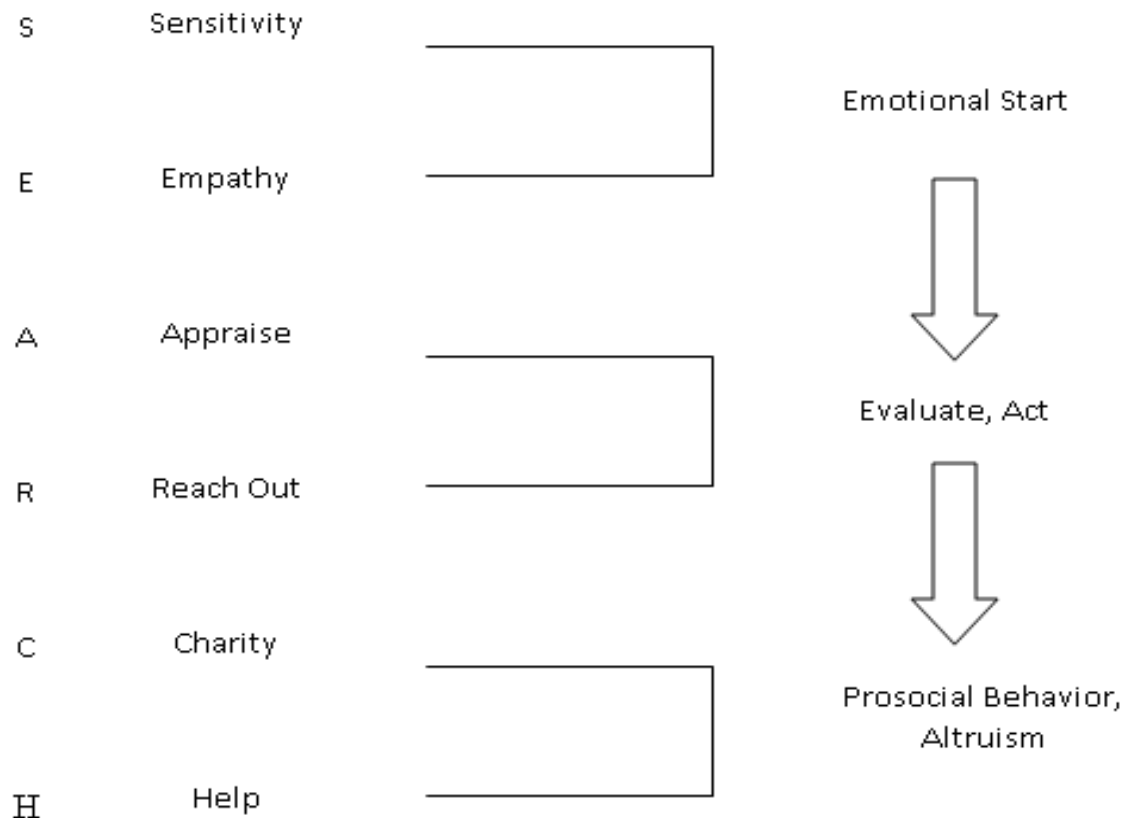 S Sensitivity
Emotional Start
E Empathy
A Appraise
Evaluate, Act
R Reach Out
C Charity
Prosocial Behavior,
Altruism
H Help